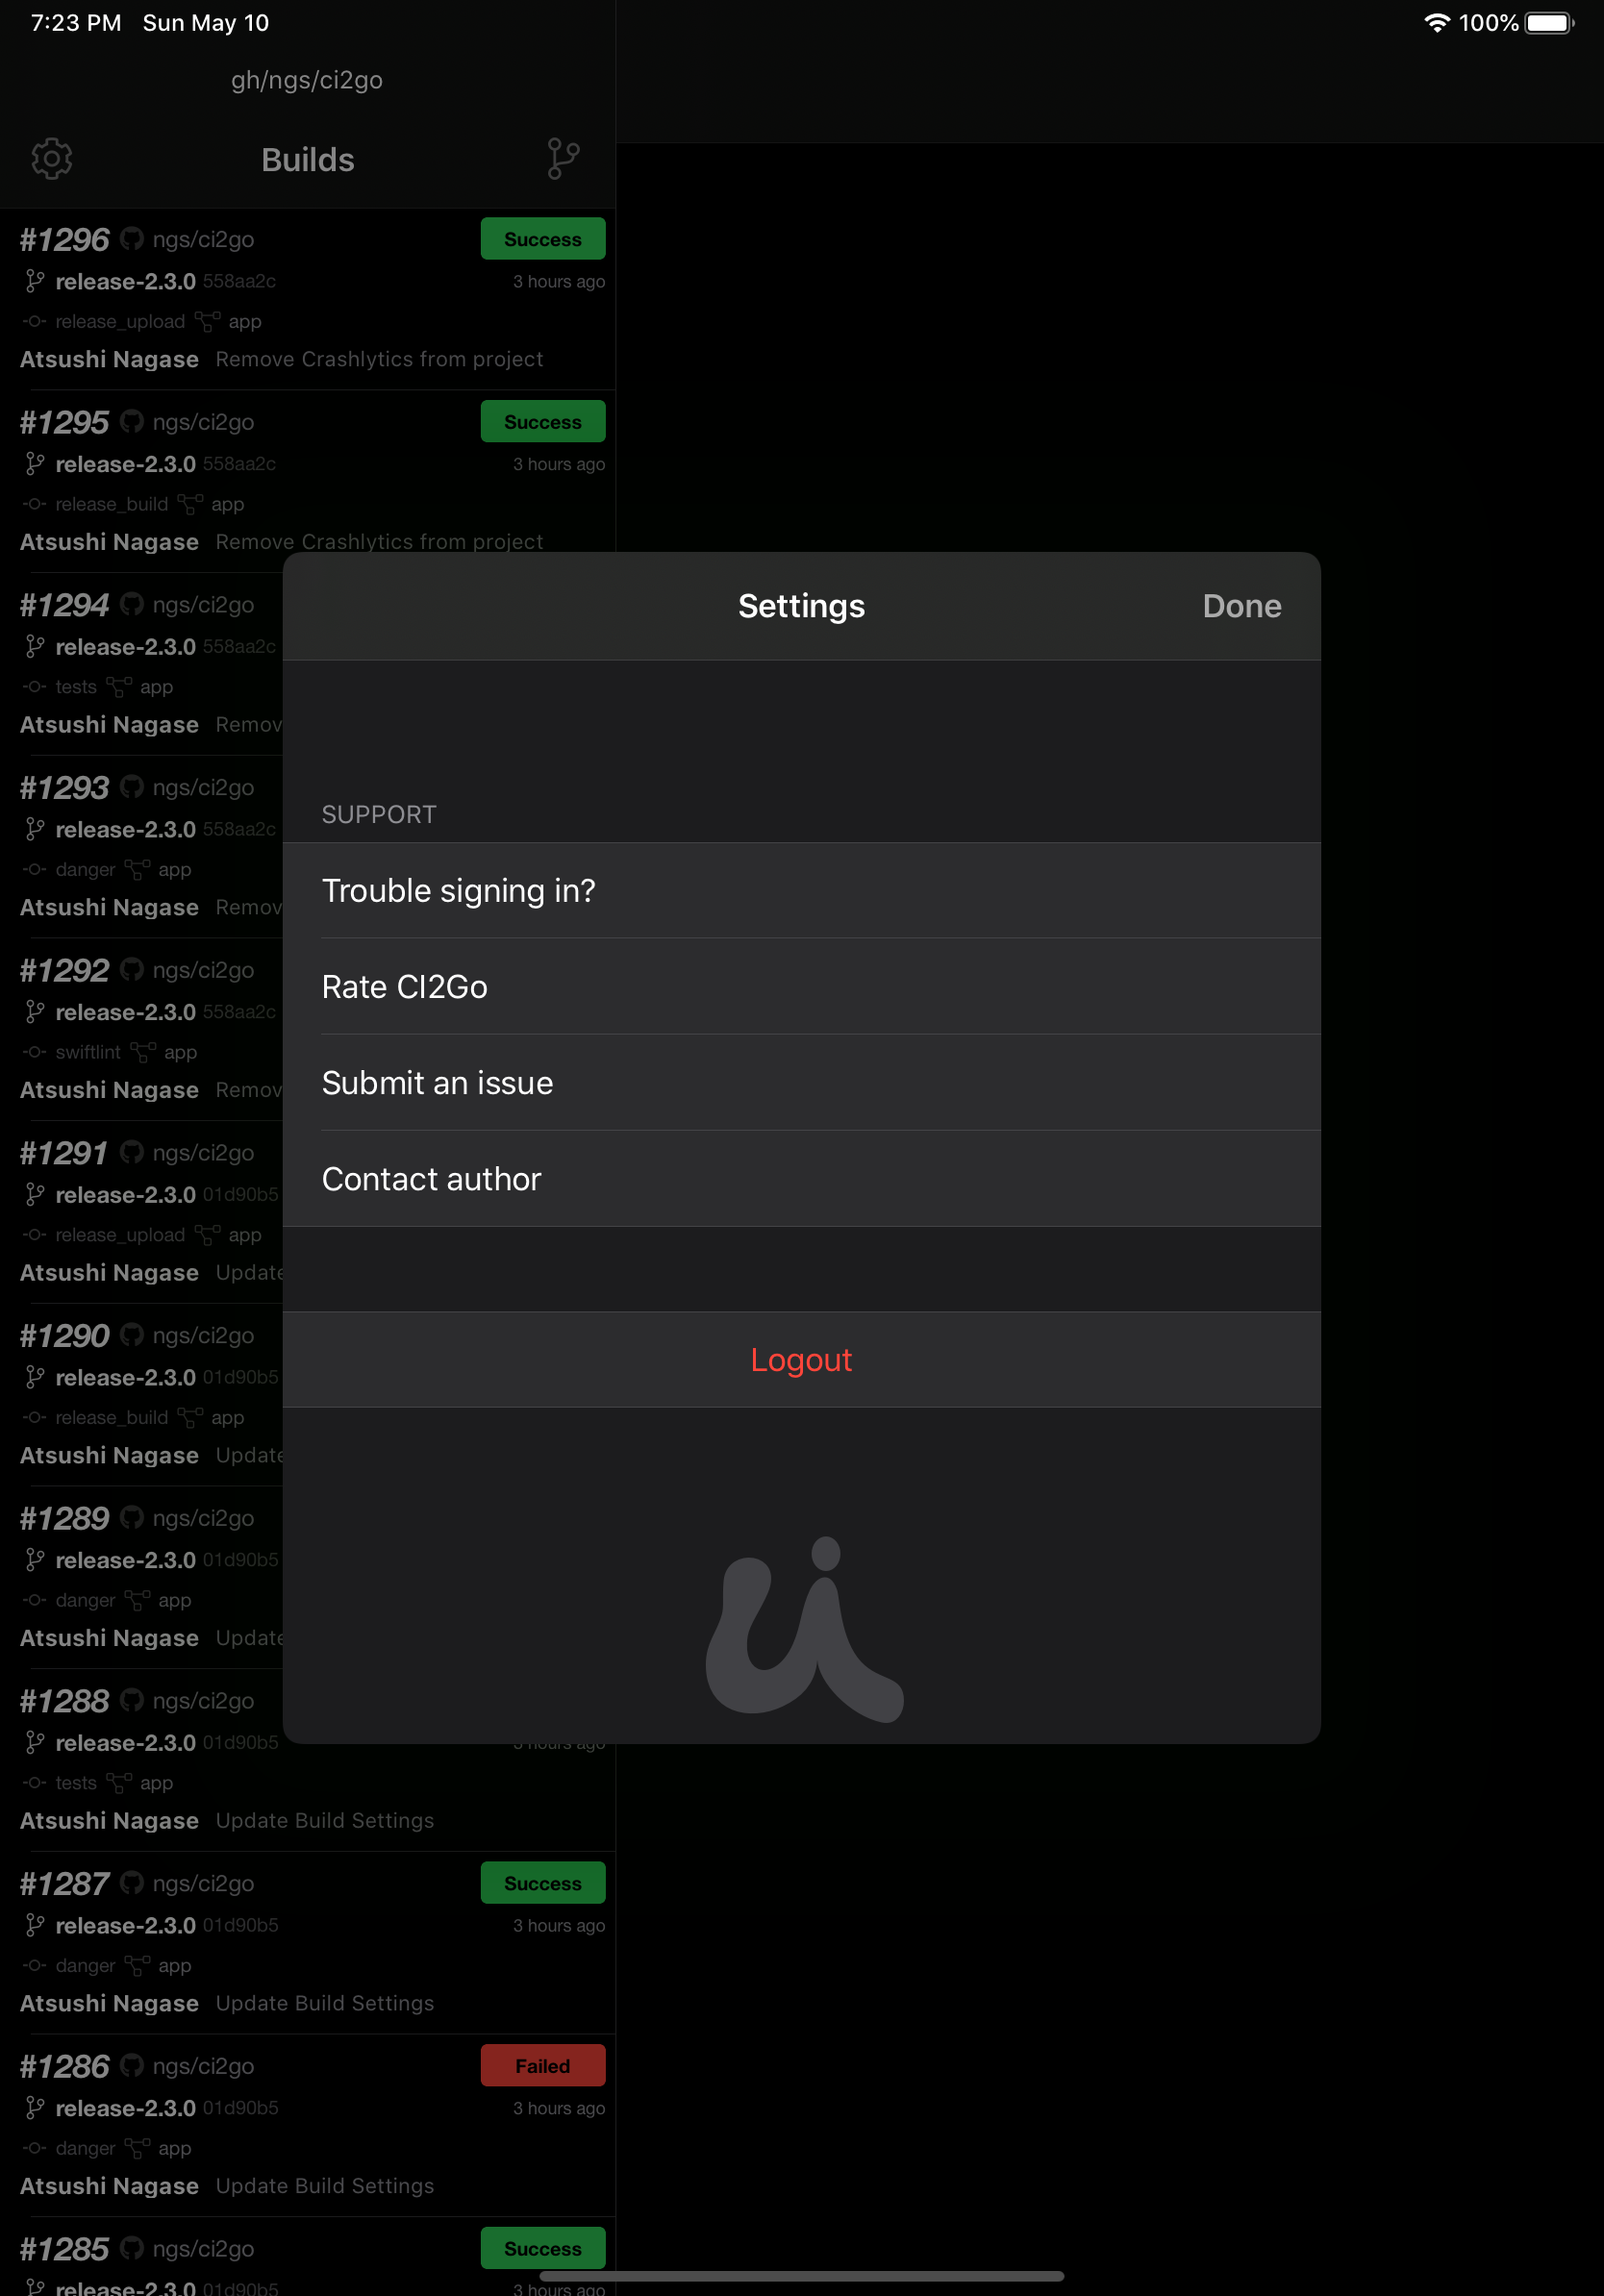 7:23 PM Sun May 10 100%
gh/ngs/ci2go
Builds
#1296 ngs/ci2go Success
release-2.3.0 558aa2c 3 hours ago
release_upload app
Atsushi Nagase Remove Crashlytics from project
#1295 ngs/ci2go Success
release-2.3.0 558aa2c 3 hours ago
release_build app
Atsushi Nagase Remove Crashlytics from project
#1294 ngs/ci2go
release-2.3.0 558aa2c
tests app
Atsushi Nagase Remov
#1293 ngs/ci2go
release-2.3.0 558aa2c
danger app
Atsushi Nagase Remov
#1292 ngs/ci2go
release-2.3.0 558aa2c
swiftlint app
Atsushi Nagase Remov
#1291 ngs/ci2go
release-2.3.0 01d90b5
release_upload app
Atsushi Nagase Update
#1290 ngs/ci2go
release-2.3.0 01d90b5
release_build app
Atsushi Nagase Update
#1289 ngs/ci2go
release-2.3.0 01d90b5
danger app
Atsushi Nagase Update
#1288 ngs/ci2go
release-2.3.0 01d90b5 3 hours ago
tests app
Atsushi Nagase Update Build Settings
#1287 ngs/ci2go Success
release-2.3.0 01d90b5 3 hours ago
danger app
Atsushi Nagase Update Build Settings
#1286 ngs/ci2go Failed
release-2.3.0 01d90b5 3 hours ago
danger app
Atsushi Nagase Update Build Settings
#1285 ngs/ci2go Success
release-2.3.0 01d90b5 3 hours ago
Settings Done
SUPPORT
Trouble signing in?
Rate CI2Go
Submit an issue
Contact author
Logout